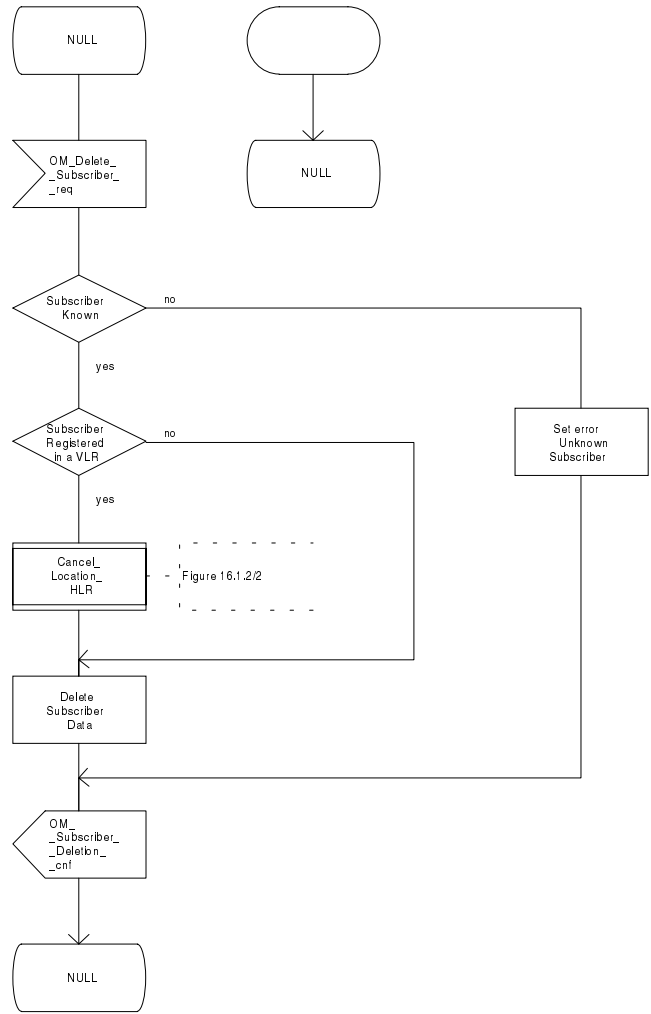 NULL
OM_Delete_
_Subscriber_
_req
NULL
Subscriber
Known
no
yes
Subscriber
Registered
in a VLR
no
yes
Set error
Unknown
Subscriber
Cancel_
Location_
HLR
Figure 16.1.2/2
Delete
Subscriber
Data
OM_
_Subscriber_
_Deletion_
_cnf
NULL